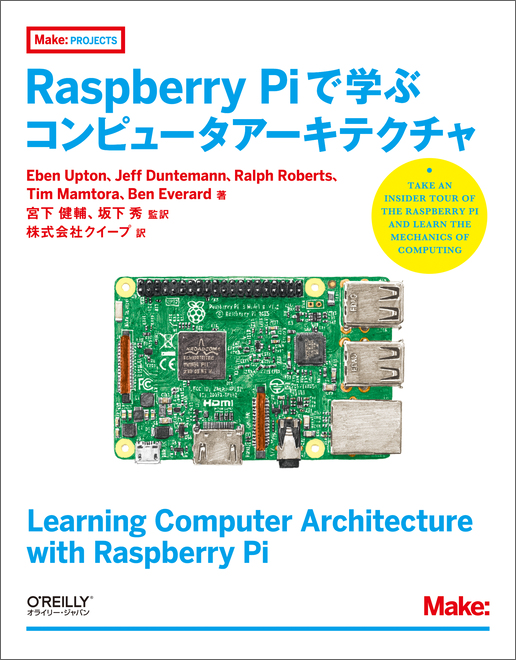 Make: PROJECTS
Raspberry Piで学ぶ
コンピュータアーキテクチャ
Eben Upton、Jeff Duntemann、Ralph Roberts、
Tim Mamtora、Ben Everard 著
宮下 健輔、坂下 秀 監訳
株式会社クイープ 訳
TAKE AN
INSIDER TOUR OF
THE RASPBERRY PI
AND LEARN THE
MECHANICS OF
COMPUTING
HDMI
Learning Computer Architecture
with Raspberry Pi
O'REILLY®
オライリー・ジャパン
Make: